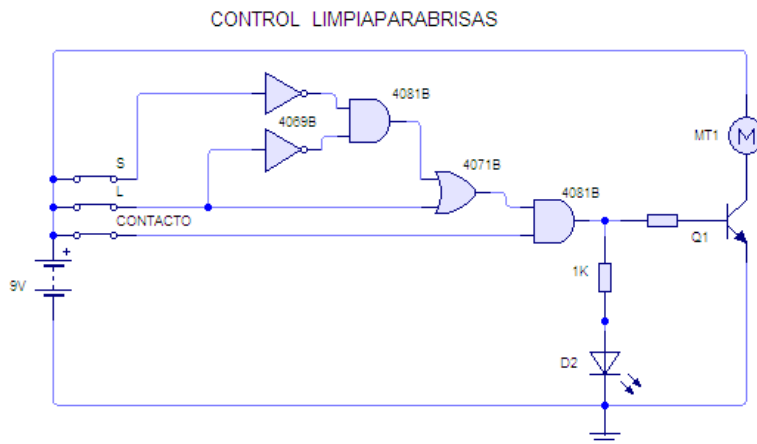 CONTROL LIMPIAPARABRISAS
4081B
4069B
MT1
M
S
4071B
L
4081B
CONTACTO
Q1
+
1K
9V
D2